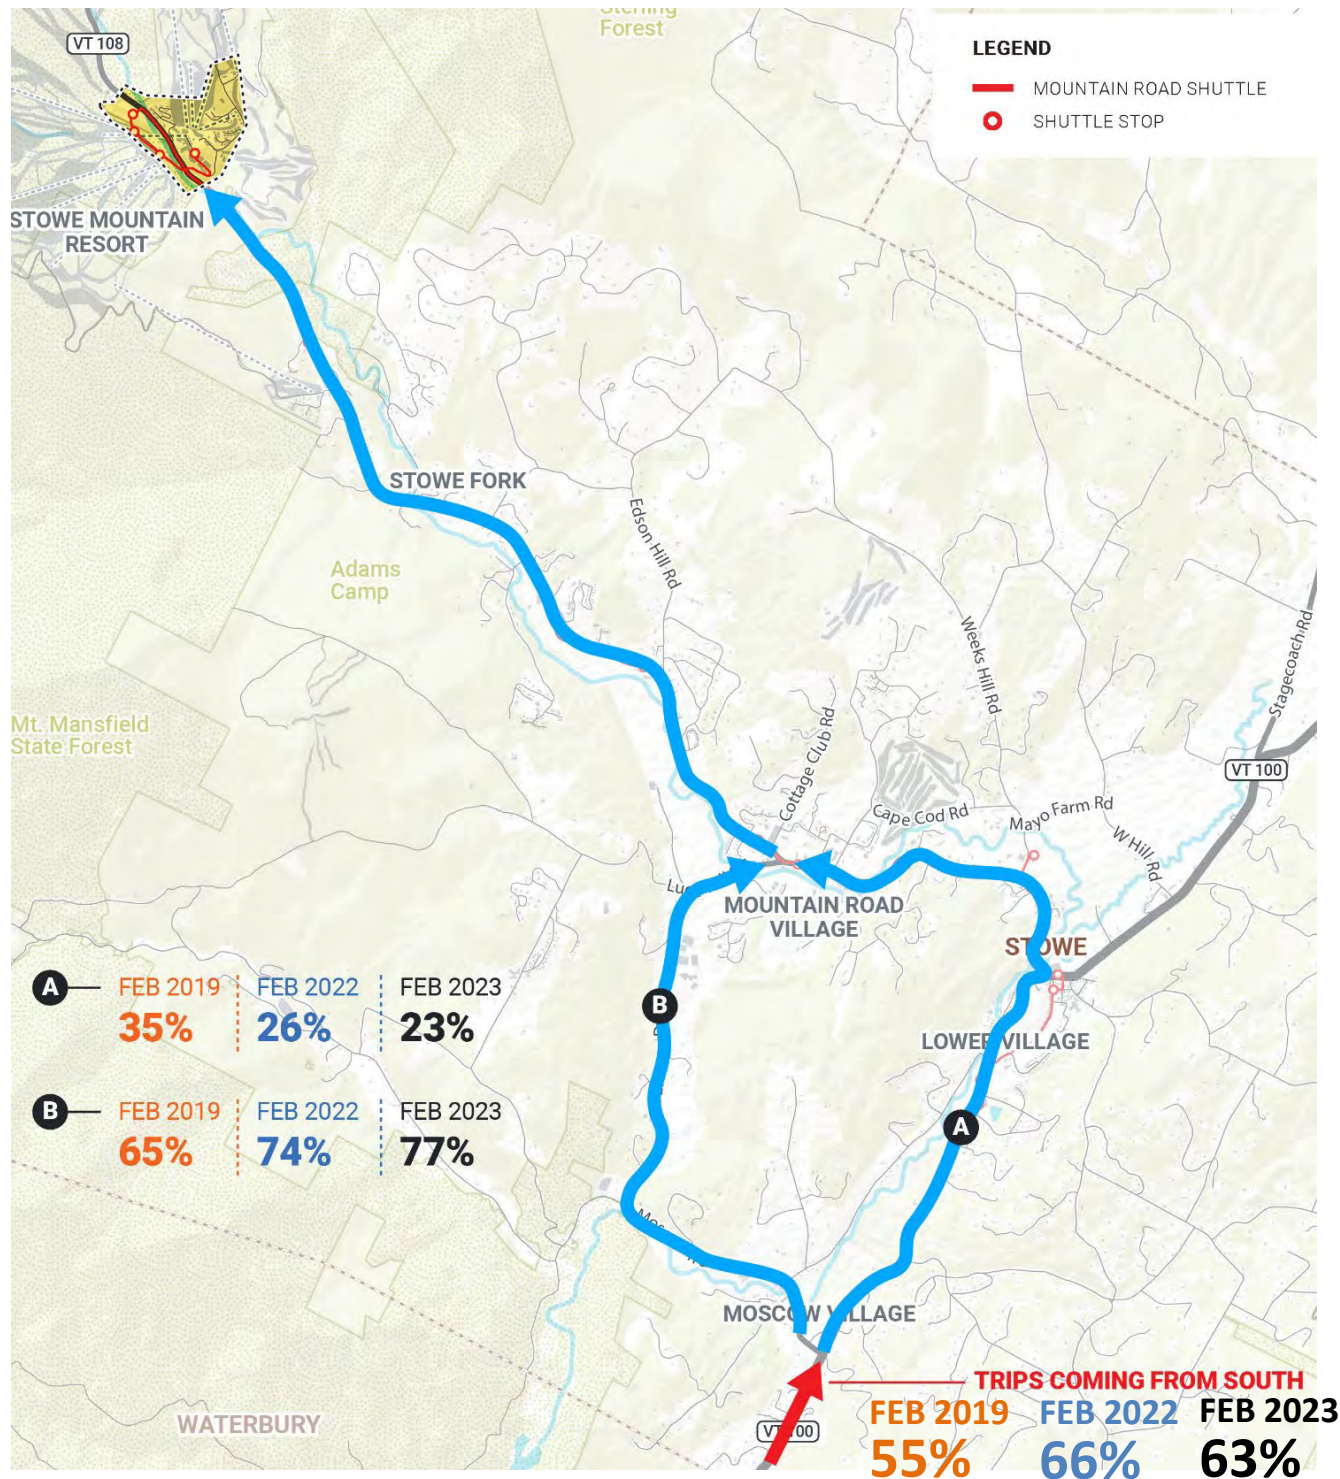 Sterling
Forest
VT 108
LEGEND
MOUNTAIN ROAD SHUTTLE
SHUTTLE STOP
STOWE MOUNTAIN
RESORT
STOWE FORK
Edson Hill Rd
Adams
Camp
Weeks Hill Rd
Stagecoach Rd
Mt. Mansfield
State Forest
Cottage Club Rd
VT 100
Cape Cod Rd
Mayo Farm Rd
W Hill Rd
MOUNTAIN ROAD
VILLAGE
STOWE
A
FEB 2019
FEB 2022
FEB 2023
35%
26%
23%
B
LOWER VILLAGE
B
FEB 2019
FEB 2022
FEB 2023
65%
74%
77%
A
MOSCOW VILLAGE
TRIPS COMING FROM SOUTH
WATERBURY
VT 100
FEB 2019
FEB 2022
FEB 2023
55%
66%
63%